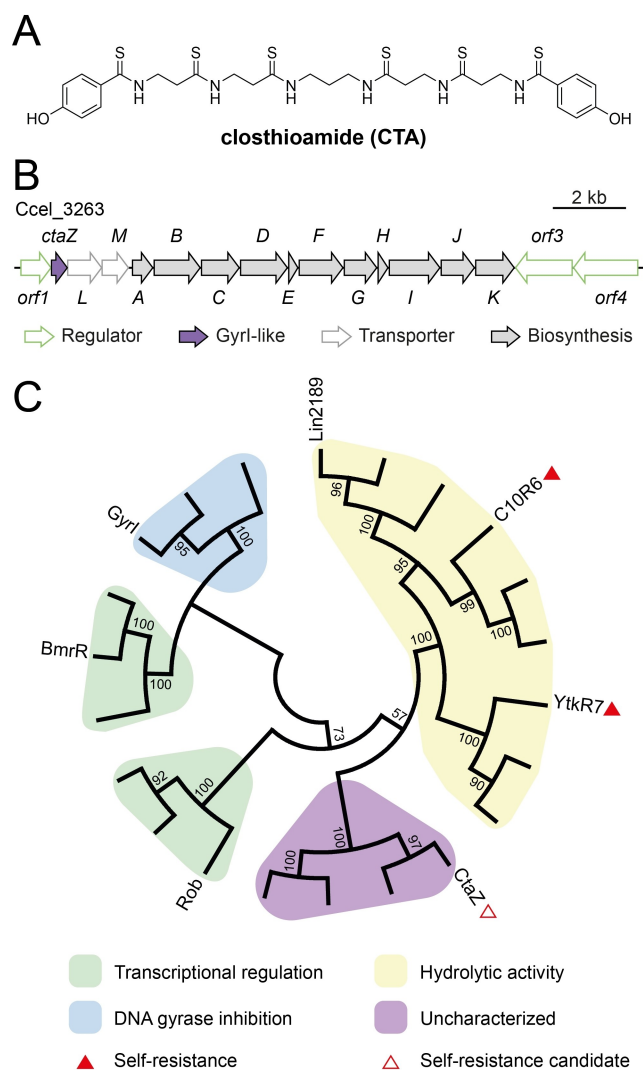 A
S S S S S S
N H N H N H N H N H N H
HO OH
closthioamide (CTA)
B
Ccel_3263
2 kb
ctaZ M B D F H J orf3
orf1 L A C E G I K orf4
Regulator GyrI-like Transporter Biosynthesis
C
Lin2189
C10R6
GyrI
BmrR
YtkR7
Rob
CtaZ
96
100
95
99
100
100
100
90
95
100
100
100
73
57
92
100
100
100
97
Transcriptional regulation Hydrolytic activity
DNA gyrase inhibition Uncharacterized
Self-resistance Self-resistance candidate